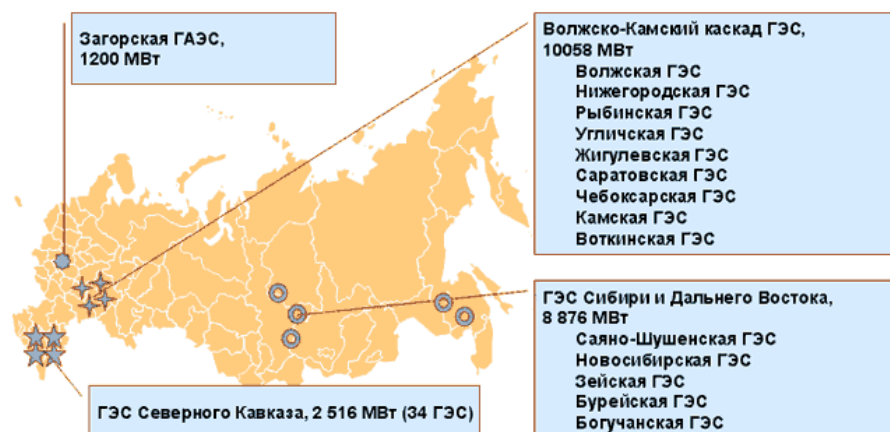 Загорская ГАЭС,
1200 МВт
Волжско-Камский каскад ГЭС,
10058 МВт
Волжская ГЭС
Нижегородская ГЭС
Рыбинская ГЭС
Угличская ГЭС
Жигулевская ГЭС
Саратовская ГЭС
Чебоксарская ГЭС
Камская ГЭС
Воткинская ГЭС
ГЭС Сибири и Дальнего Востока,
8 876 МВт
Саяно-Шушенская ГЭС
Новосибирская ГЭС
Зейская ГЭС
Бурейская ГЭС
Богучанская ГЭС
ГЭС Северного Кавказа, 2 516 МВт (34 ГЭС)